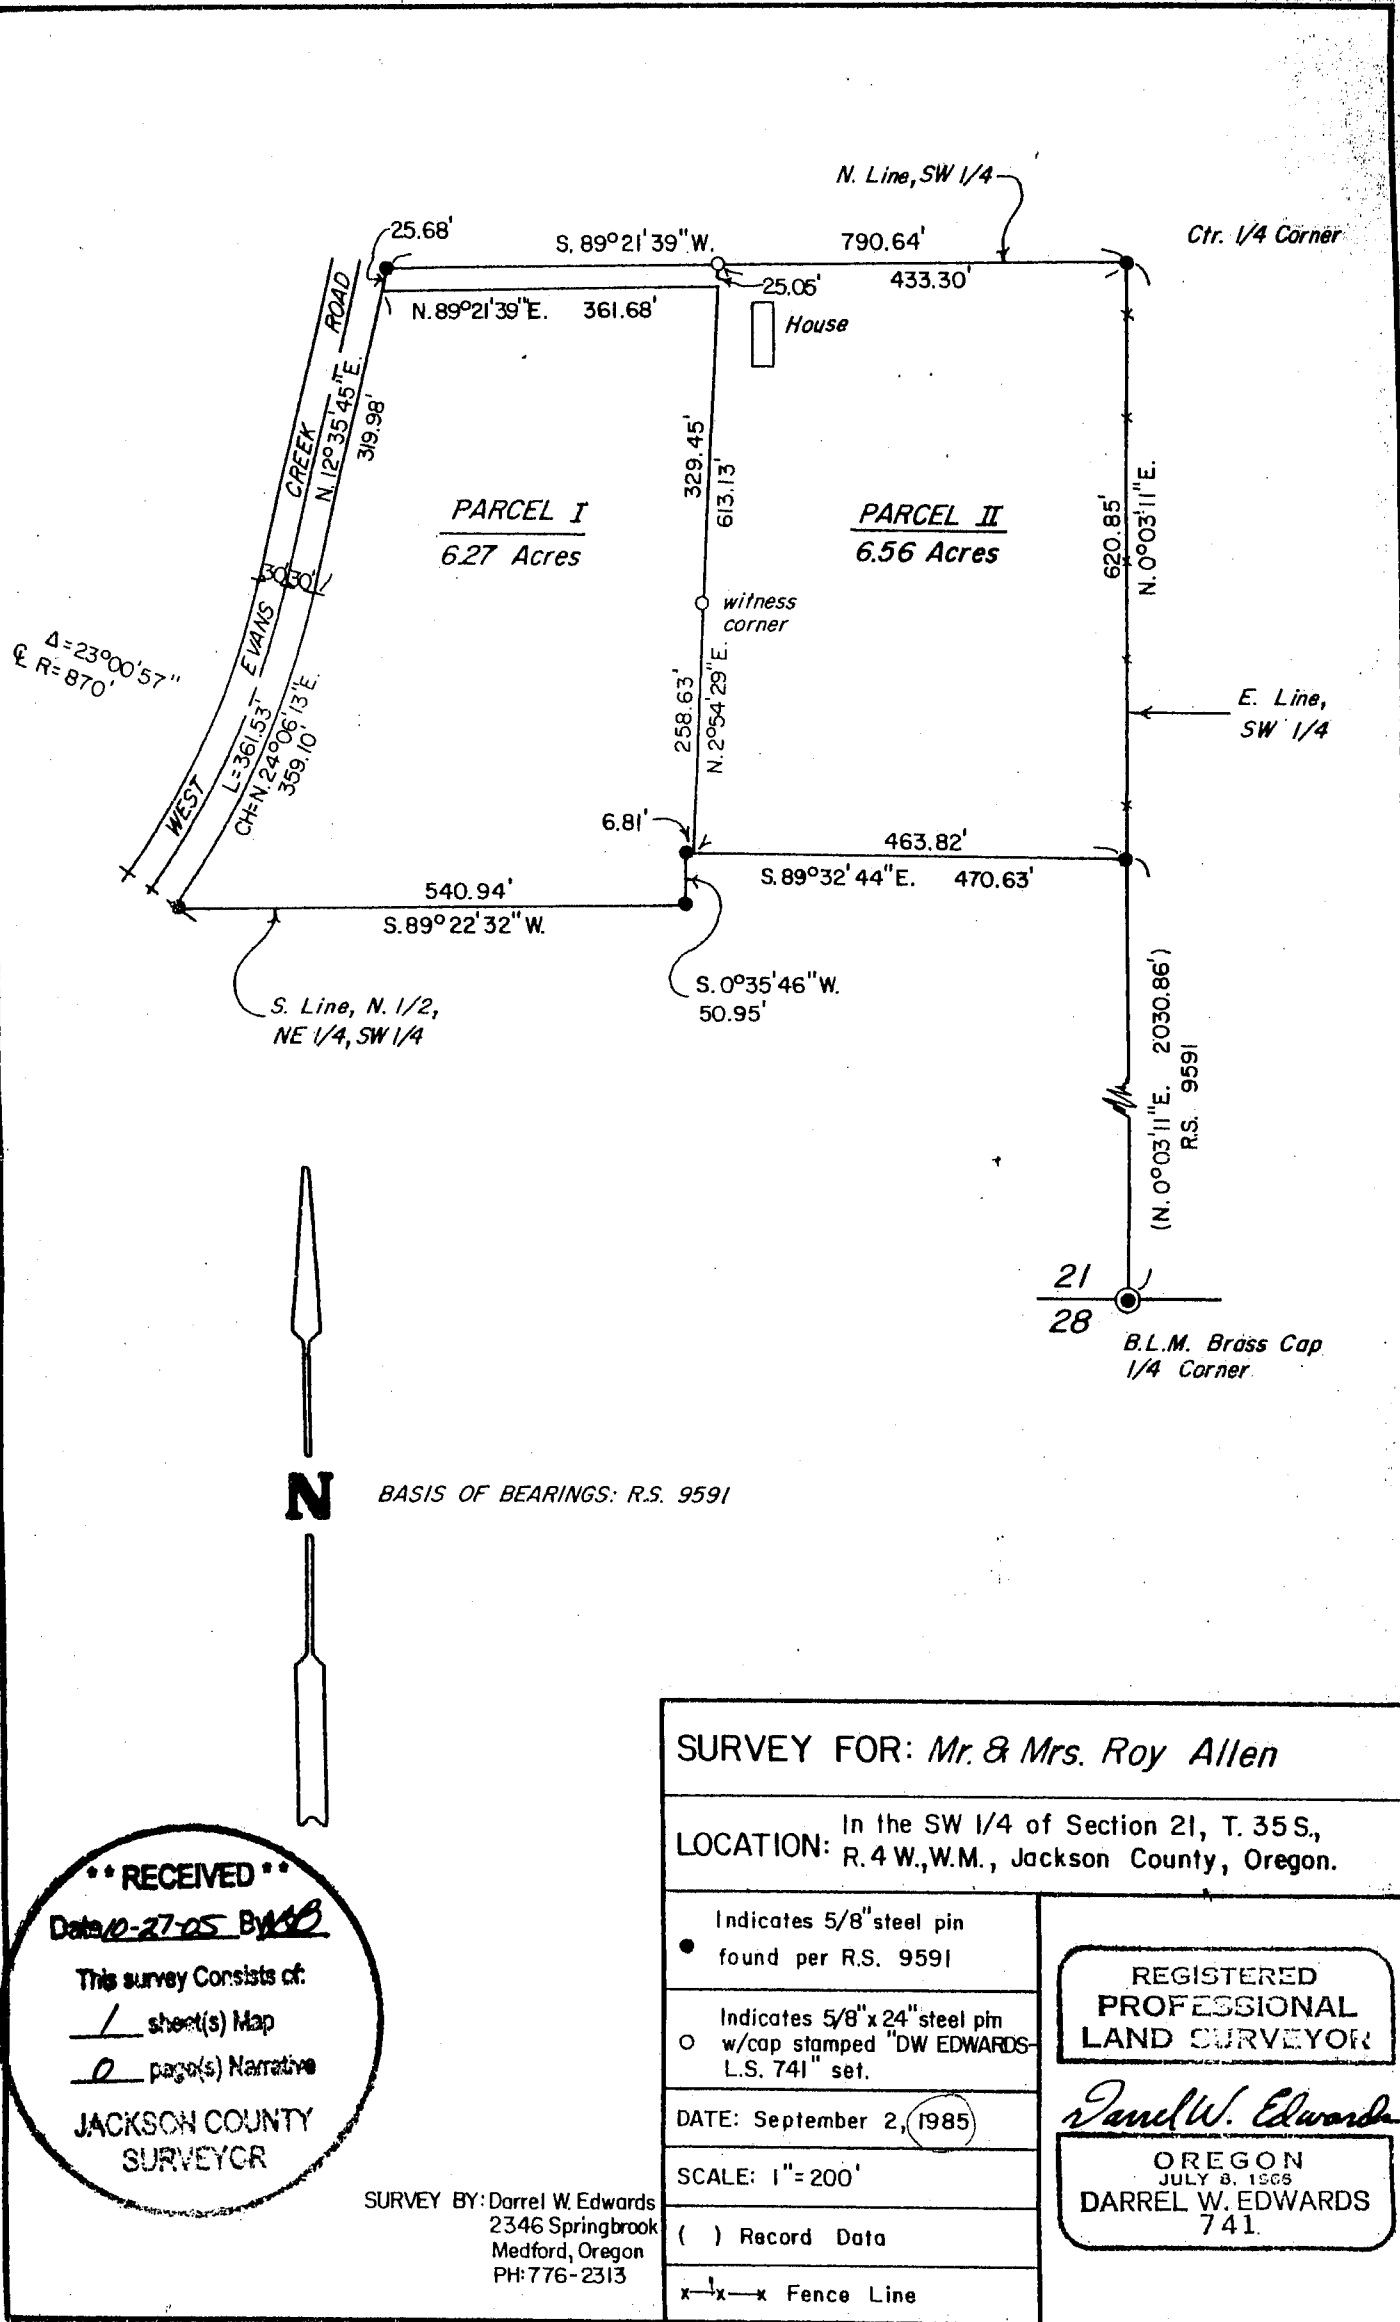 N. Line, SW 1/4
25.68'
S. 89°21'39"W.
790.64'
Ctr. 1/4 Corner
25.05'
433.30'
N. 89°21'39"E. 361.68'
House
WEST EVANS CREEK ROAD
N. 12°35'45"E.
319.98'
329.45'
613.13'
PARCEL I
6.27 Acres
PARCEL II
6.56 Acres
620.85'
N. 0°03'11"E.
30' 30'
witness
corner
Δ=23°00'57"
℄ R=870'
L=361.53'
CH=N. 24°06'13"E.
359.10'
258.63'
N. 2°54'29"E.
E. Line,
SW 1/4
6.81'
463.82'
S. 89°32'44"E. 470.63'
540.94'
S. 89°22'32"W.
S. 0°35'46"W.
50.95'
S. Line, N. 1/2,
NE 1/4, SW 1/4
(N. 0°03'11"E. 2030.86')
R.S. 9591
21
28
B.L.M. Brass Cap
1/4 Corner
N
BASIS OF BEARINGS: R.S. 9591
SURVEY FOR: Mr. & Mrs. Roy Allen
LOCATION: In the SW 1/4 of Section 21, T. 35 S.,
R. 4 W., W.M., Jackson County, Oregon.
Indicates 5/8" steel pin
found per R.S. 9591
Indicates 5/8" x 24" steel pin
w/cap stamped "DW EDWARDS-
L.S. 741" set.
DATE: September 2, 1985
SCALE: 1"=200'
( ) Record Data
x—x—x Fence Line
REGISTERED
PROFESSIONAL
LAND SURVEYOR
Darrel W. Edwards
OREGON
JULY 8, 1966
DARREL W. EDWARDS
741.
** RECEIVED **
Date 10-27-05 By
This survey Consists of:
1 sheet(s) Map
0 page(s) Narrative
JACKSON COUNTY
SURVEYOR
SURVEY BY: Darrel W. Edwards
2346 Springbrook
Medford, Oregon
PH: 776-2313